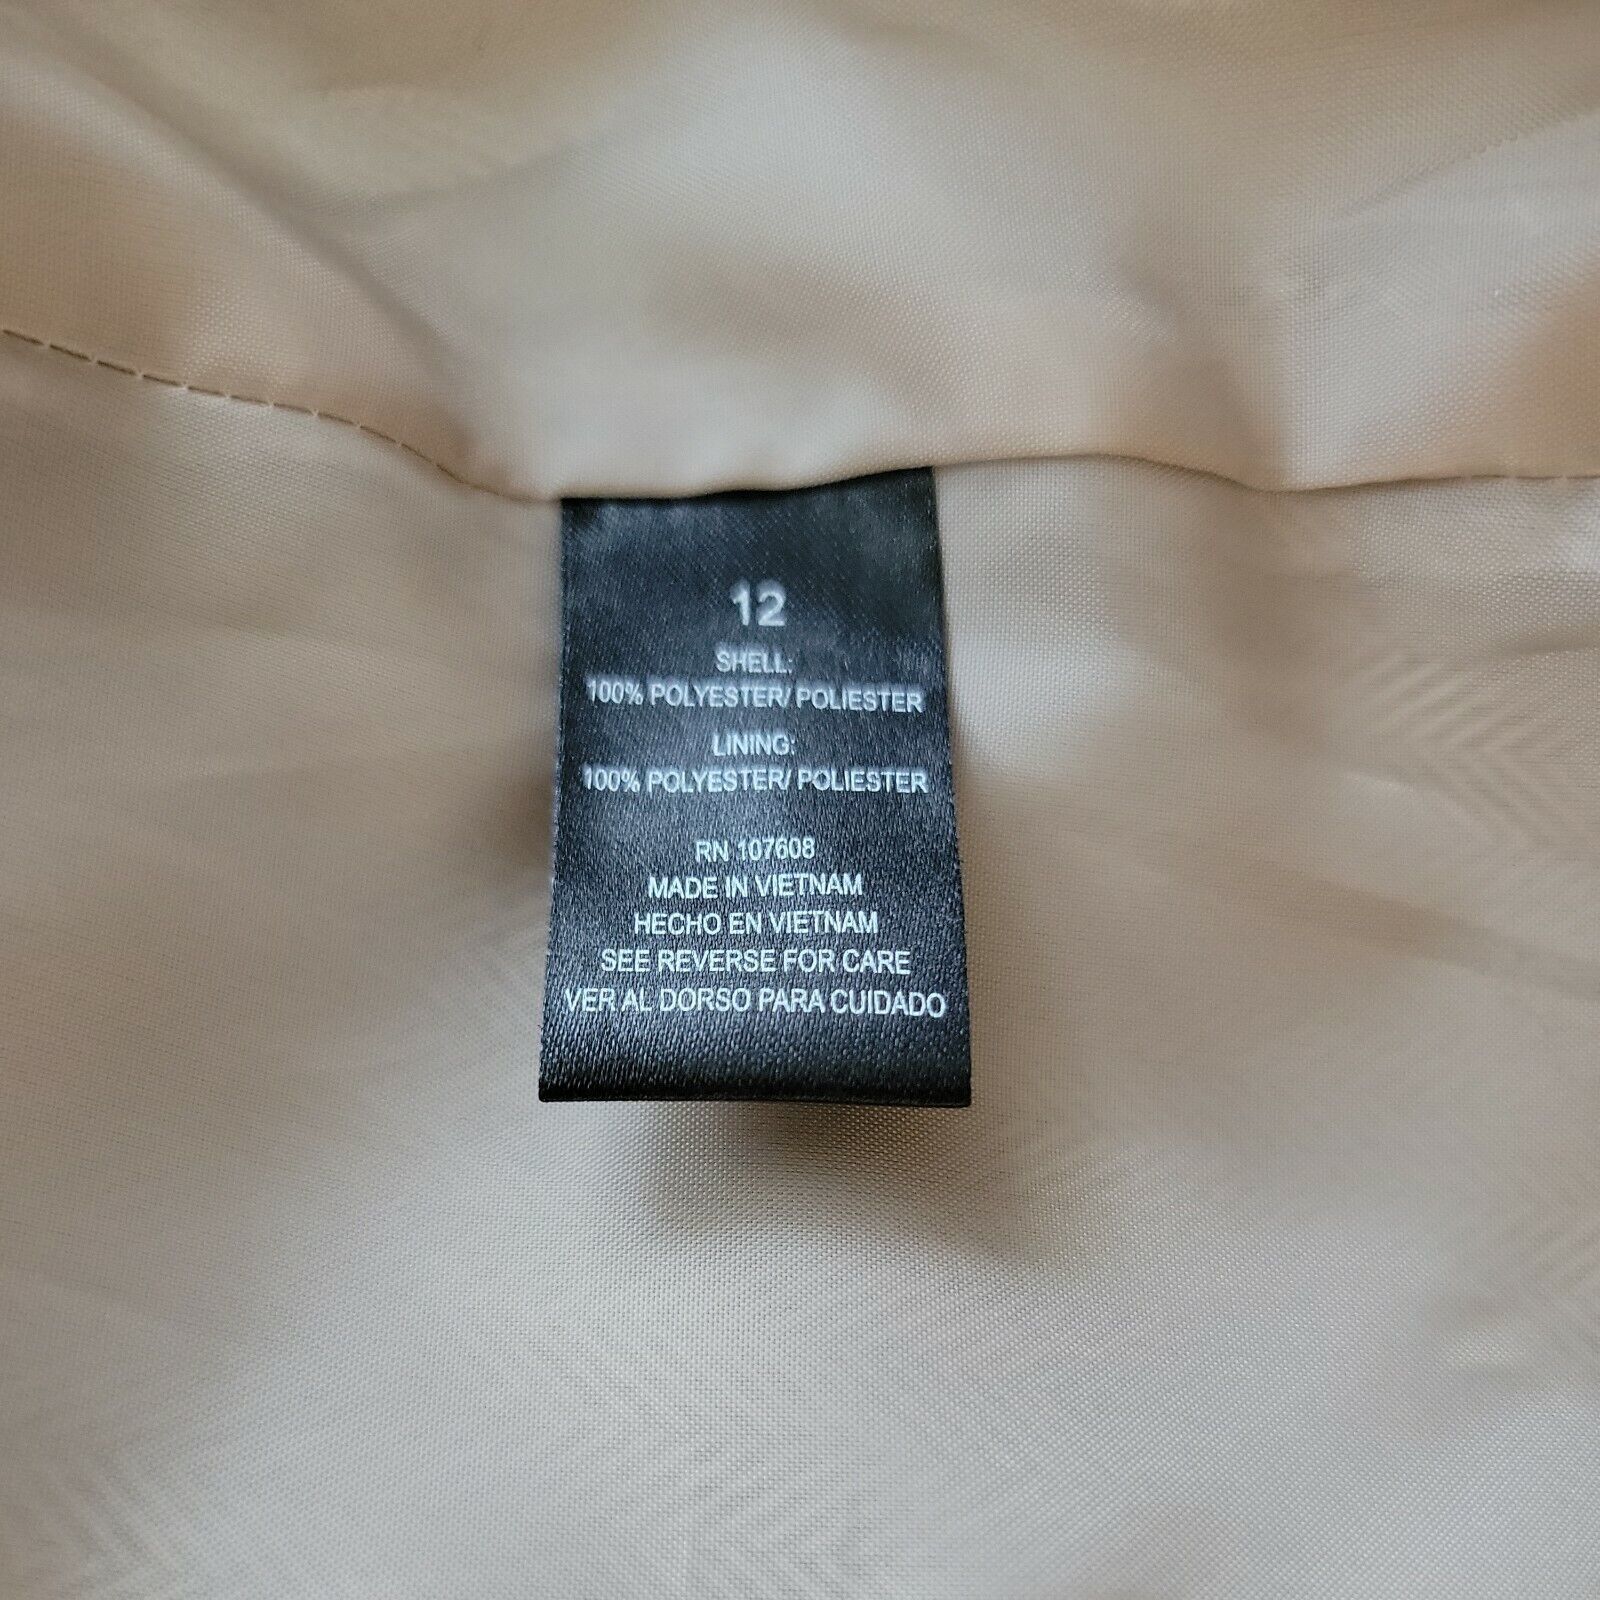 12
SHELL:
100% POLYESTER/ POLIESTER
LINING:
100% POLYESTER/ POLIESTER
RN 107608
MADE IN VIETNAM
HECHO EN VIETNAM
SEE REVERSE FOR CARE
VER AL DORSO PARA CUIDADO